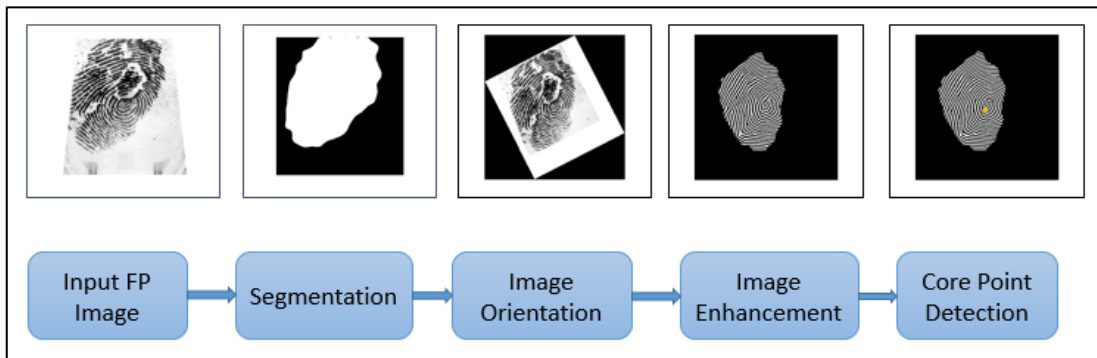 Input FP
Image
Segmentation
Image
Orientation
Image
Enhancement
Core Point
Detection